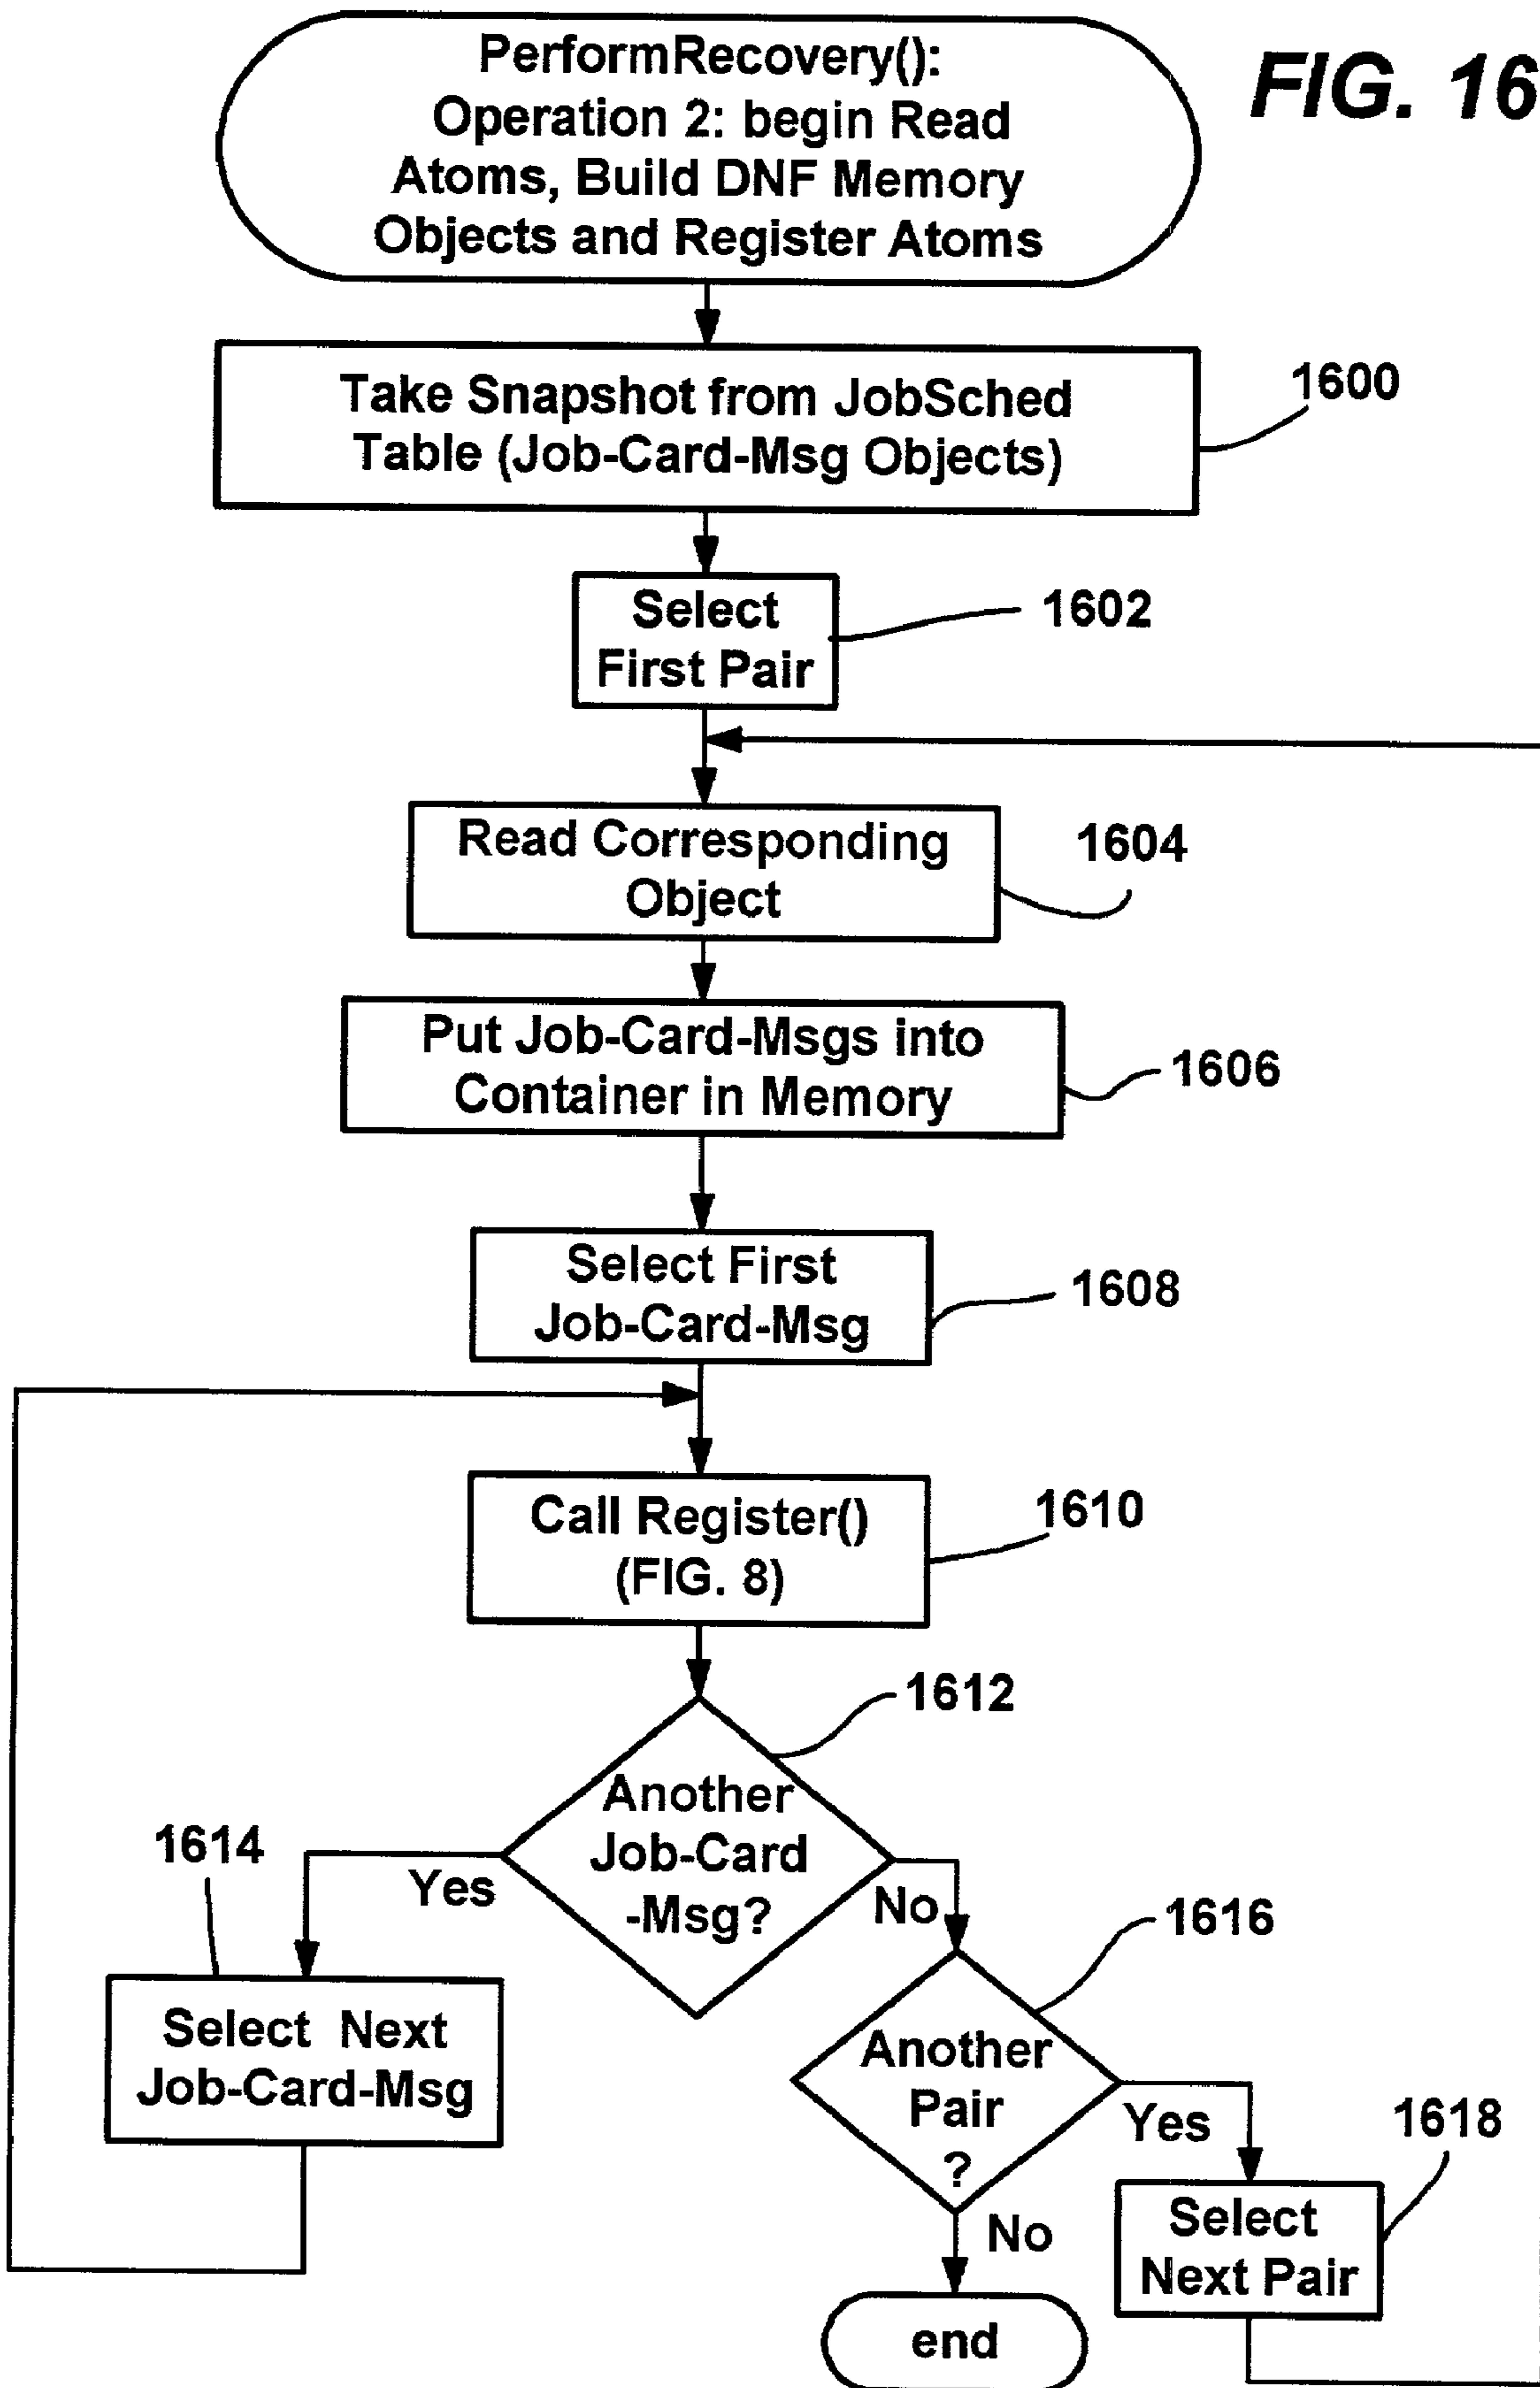 PerformRecovery():
Operation 2: begin Read
Atoms, Build DNF Memory
Objects and Register Atoms
FIG. 16
Take Snapshot from JobSched
Table (Job-Card-Msg Objects)
1600
Select
First Pair
1602
Read Corresponding
Object
1604
Put Job-Card-Msgs into
Container in Memory
1606
Select First
Job-Card-Msg
1608
Call Register()
(FIG. 8)
1610
1612
Another
Job-Card
-Msg?
1614
Yes
No
1616
Select Next
Job-Card-Msg
Another
Pair
?
Yes
1618
No
Select
Next Pair
end